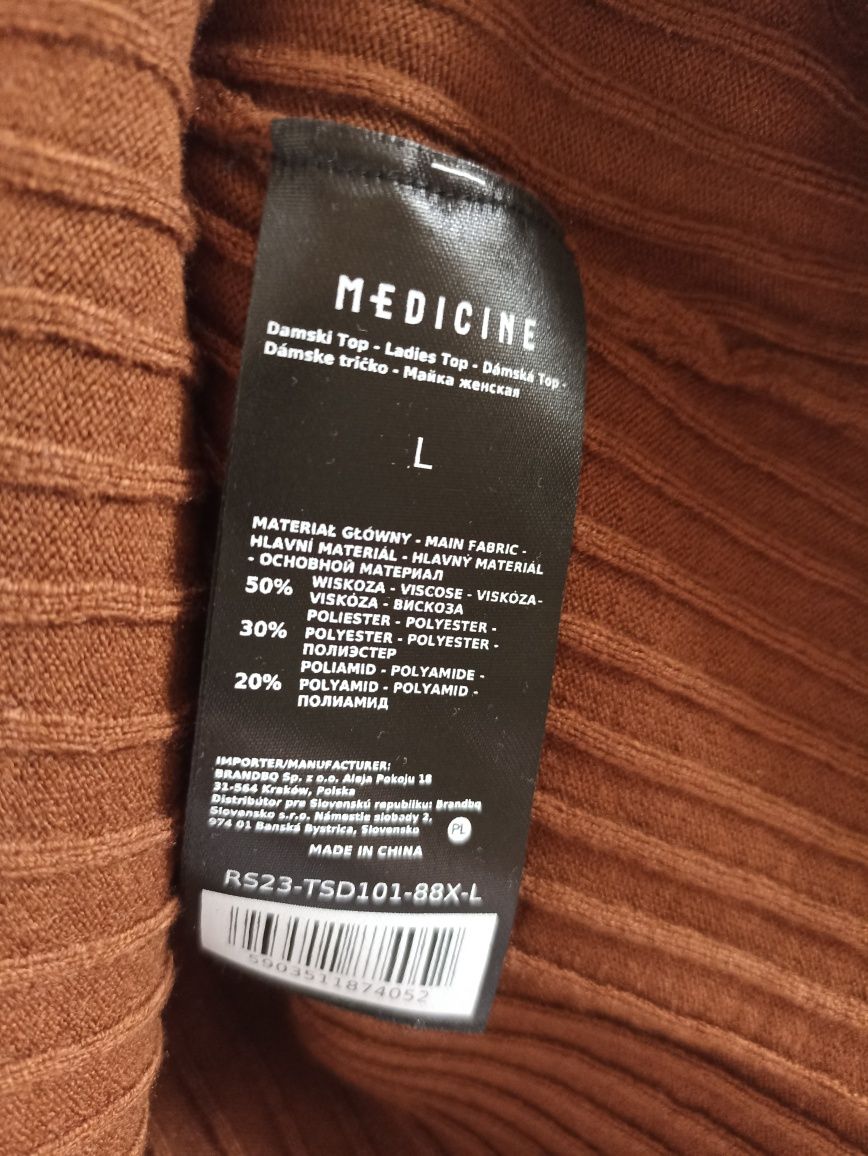 MEDICINE
Damski Top - Ladies Top - Dámská Top -
Dámske tričko - Майка женская
L
MATERIAŁ GŁÓWNY - MAIN FABRIC -
HLAVNÍ MATERIÁL - HLAVNÝ MATERIÁL
- ОСНОВНОЙ МАТЕРИАЛ
50% WISKOZA - VISCOSE - VISKÓZA-
VISKÓZA - ВИСКОЗА
30% POLIESTER - POLYESTER -
POLYESTER - POLYESTER -
ПОЛИЭСТЕР
20% POLIAMID - POLYAMIDE -
POLYAMID - POLYAMID -
ПОЛИАМИД
IMPORTER/MANUFACTURER:
BRANDBQ Sp. z o.o. Aleja Pokoju 18
31-564 Kraków, Polska
Distribútor pre Slovenskú republiku: Brandbq
Slovensko s.r.o. Námestie slobody 2,
974 01 Banská Bystrica, Slovensko
PL
MADE IN CHINA
RS23-TSD101-88X-L
5903511874052